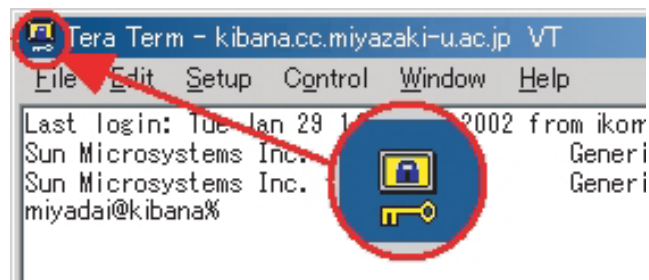 Tera Term - kibana.cc.miyazaki-u.ac.jp VT
File Edit Setup Control Window Help
Last login: Tue Jan 29 2002 from ikom
Sun Microsystems Inc. Generi
Sun Microsystems Inc. Generi
miyadai@kibana%